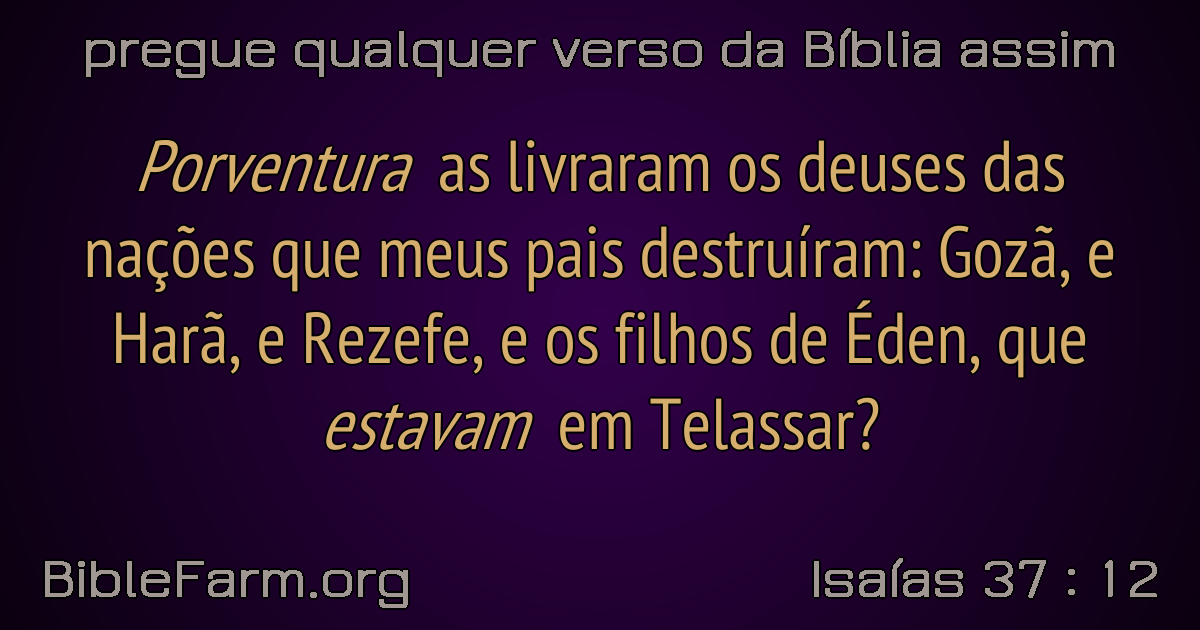 pregue qualquer verso da Bíblia assim
Porventura as livraram os deuses das
nações que meus pais destruíram: Gozã, e
Harã, e Rezefe, e os filhos de Éden, que
estavam em Telassar?
BibleFarm.org
Isaías 37 : 12